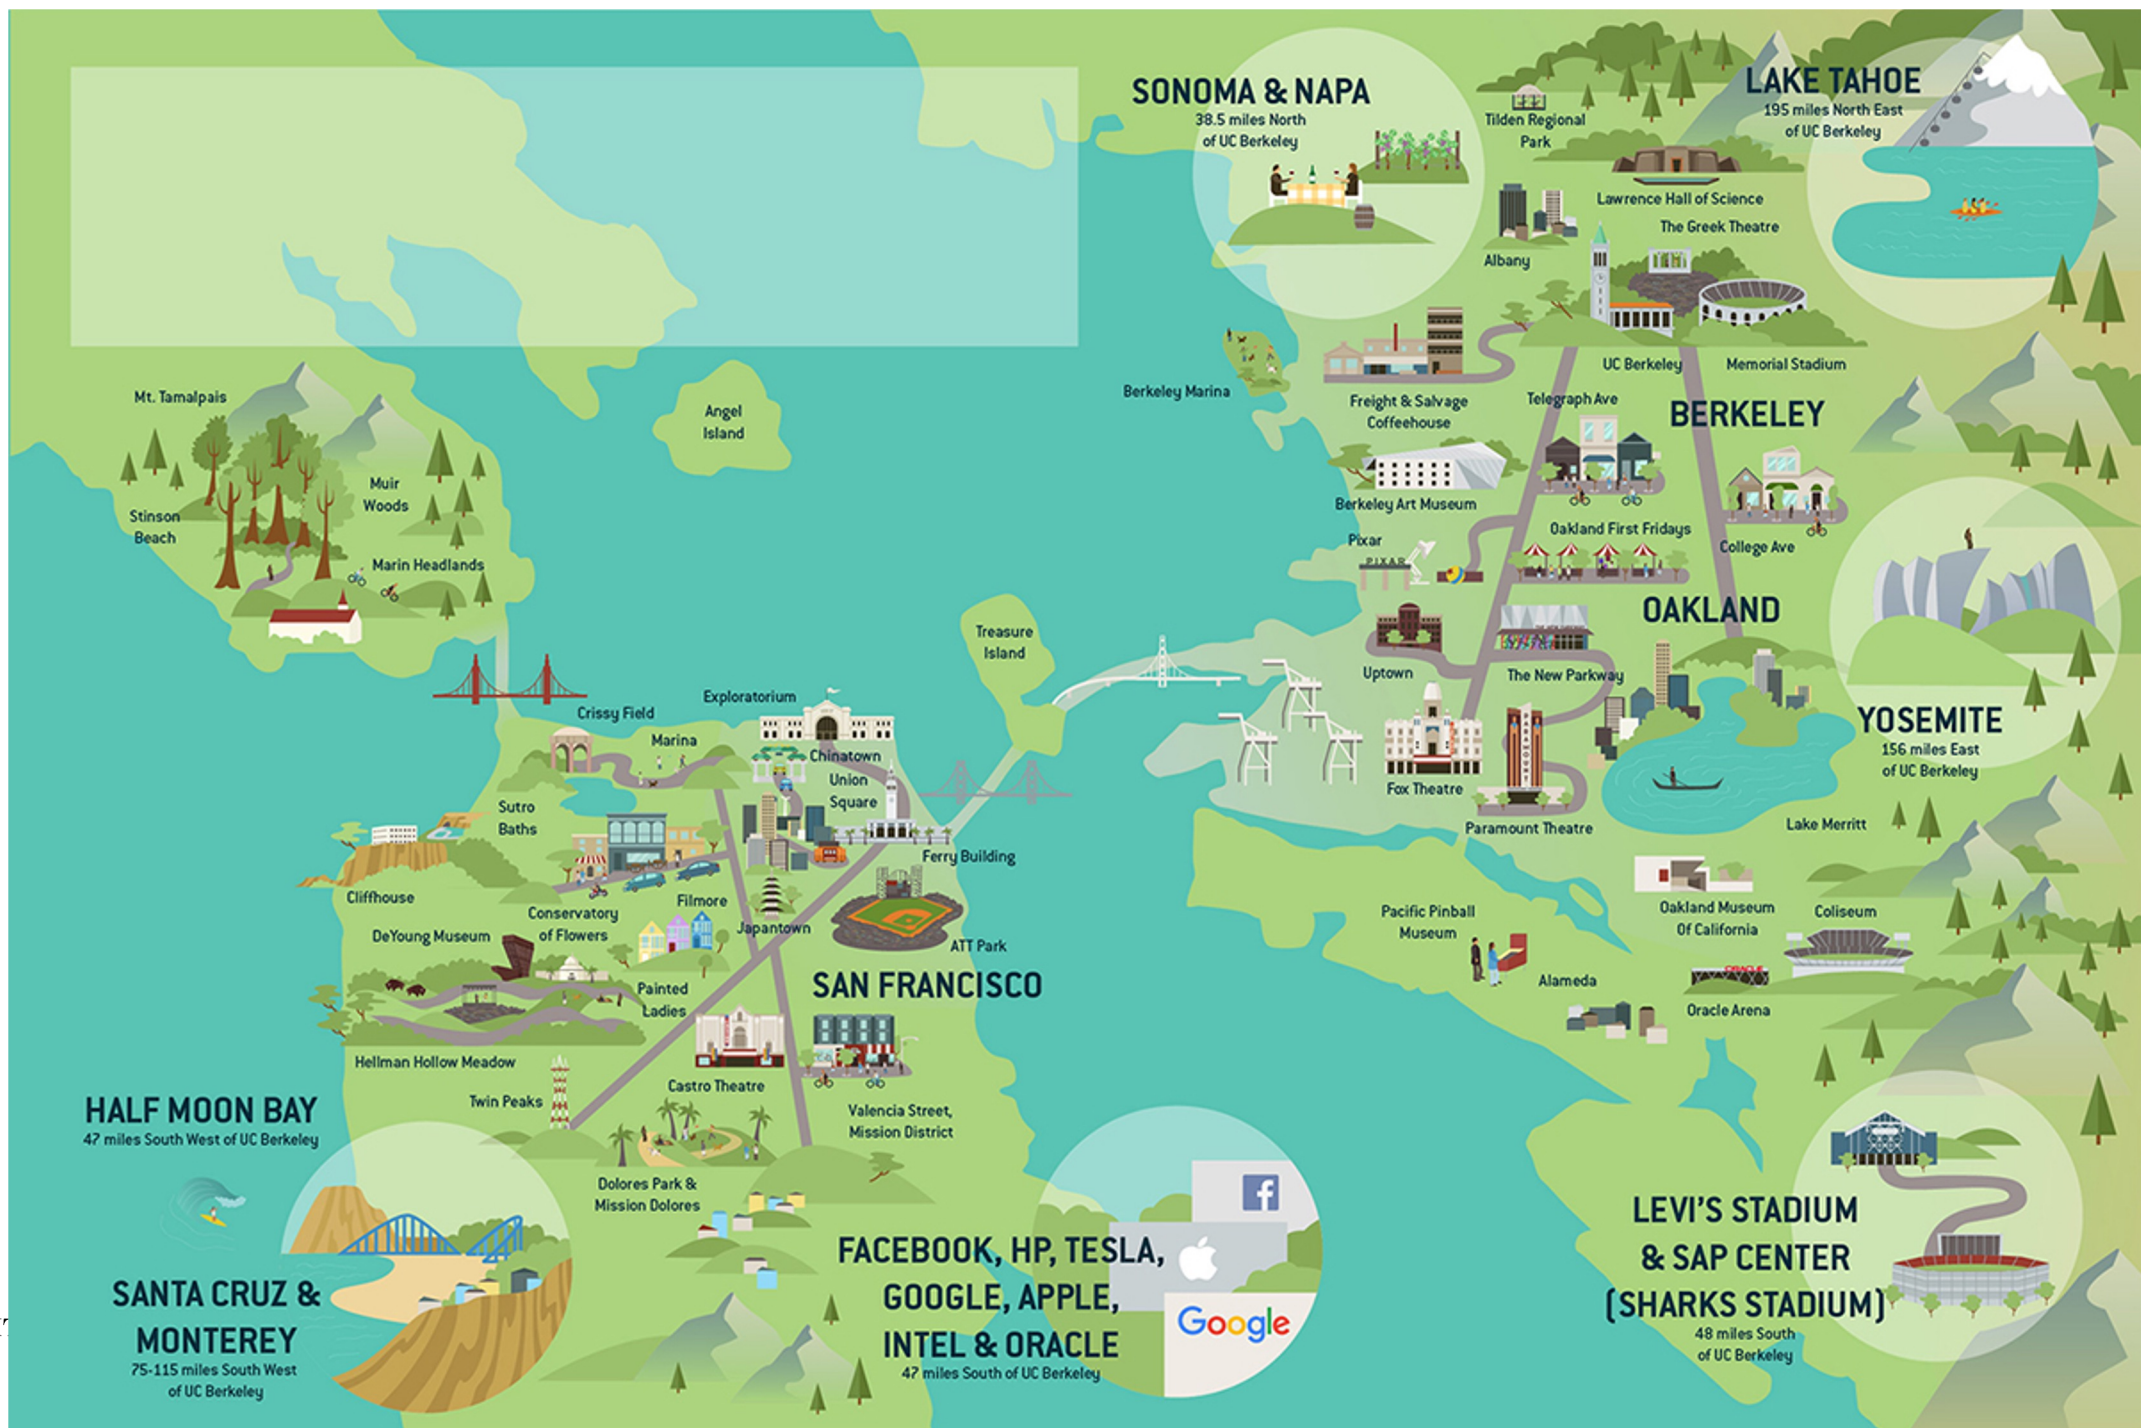 SONOMA & NAPA
38.5 miles North
of UC Berkeley
Tilden Regional
Park
LAKE TAHOE
195 miles North East
of UC Berkeley
Lawrence Hall of Science
The Greek Theatre
Albany
UC Berkeley
Memorial Stadium
Berkeley Marina
Freight & Salvage
Coffeehouse
Telegraph Ave
BERKELEY
Mt. Tamalpais
Angel
Island
Muir
Woods
Stinson
Beach
Marin Headlands
Berkeley Art Museum
Oakland First Fridays
College Ave
Pixar
PIXAR
OAKLAND
Treasure
Island
Uptown
The New Parkway
YOSEMITE
156 miles East
of UC Berkeley
Exploratorium
Crissy Field
Marina
Chinatown
Union
Square
Fox Theatre
PARAMOUNT
Paramount Theatre
Lake Merritt
Sutro
Baths
Ferry Building
Cliffhouse
Filmore
Conservatory
of Flowers
Japantown
DeYoung Museum
ATT Park
Pacific Pinball
Museum
Oakland Museum
Of California
Coliseum
Painted
Ladies
SAN FRANCISCO
Alameda
ORACLE
Oracle Arena
Hellman Hollow Meadow
Twin Peaks
Castro Theatre
Valencia Street,
Mission District
HALF MOON BAY
47 miles South West of UC Berkeley
Dolores Park &
Mission Dolores
SANTA CRUZ &
MONTEREY
75-115 miles South West
of UC Berkeley
FACEBOOK, HP, TESLA,
GOOGLE, APPLE,
INTEL & ORACLE
47 miles South of UC Berkeley
f
Google
LEVI'S STADIUM
& SAP CENTER
(SHARKS STADIUM)
48 miles South
of UC Berkeley